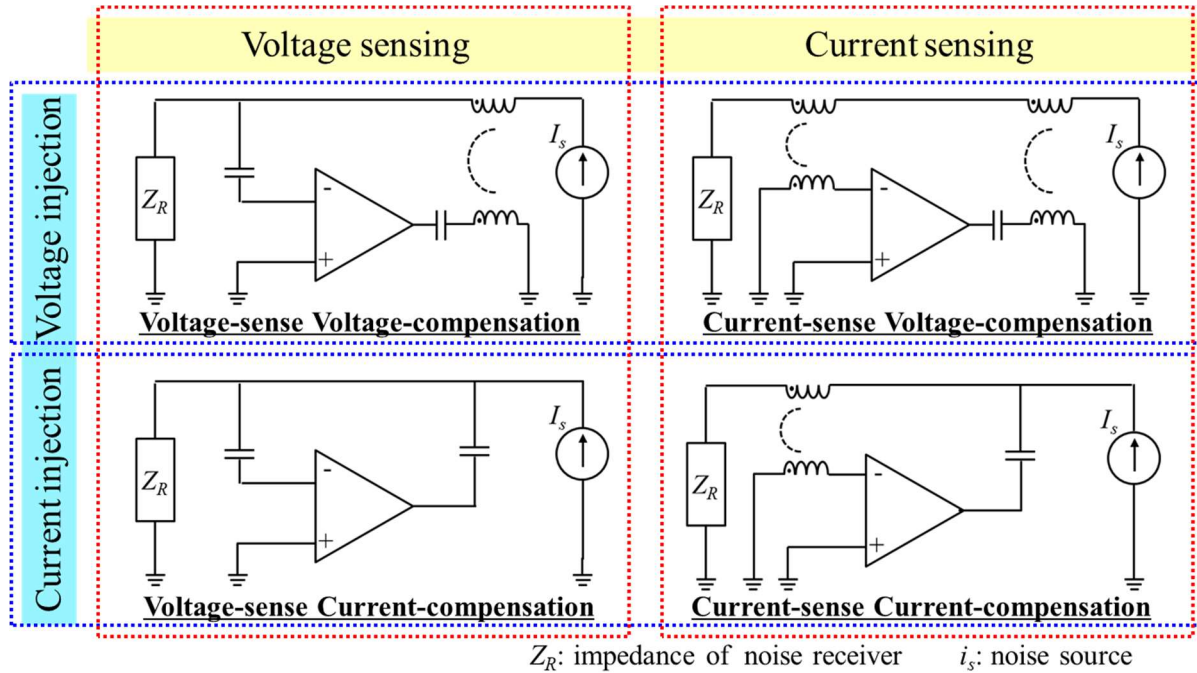 Voltage sensing
Current sensing
Voltage injection
Z_R
-
+
I_s
Voltage-sense Voltage-compensation
Z_R
-
+
I_s
Current-sense Voltage-compensation
Current injection
Z_R
-
+
I_s
Voltage-sense Current-compensation
Z_R
-
+
I_s
Current-sense Current-compensation
Z_R: impedance of noise receiver
i_s: noise source